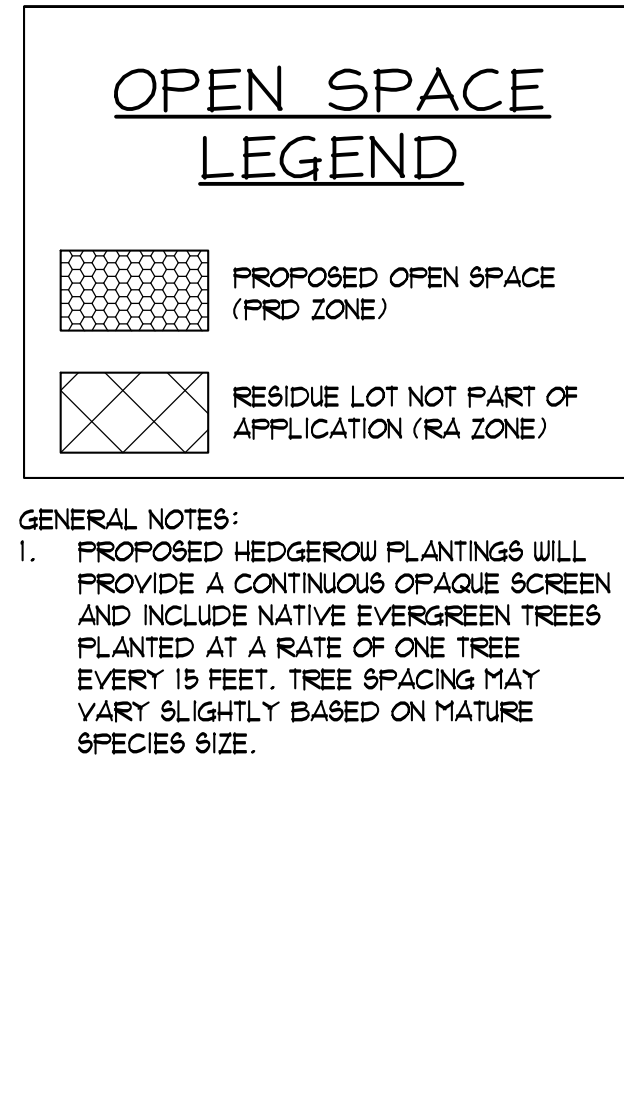 OPEN SPACE
LEGEND
PROPOSED OPEN SPACE
(PRD ZONE)
RESIDUE LOT NOT PART OF
APPLICATION (RA ZONE)
GENERAL NOTES:
1. PROPOSED HEDGEROW PLANTINGS WILL
PROVIDE A CONTINUOUS OPAQUE SCREEN
AND INCLUDE NATIVE EVERGREEN TREES
PLANTED AT A RATE OF ONE TREE
EVERY 15 FEET. TREE SPACING MAY
VARY SLIGHTLY BASED ON MATURE
SPECIES SIZE.